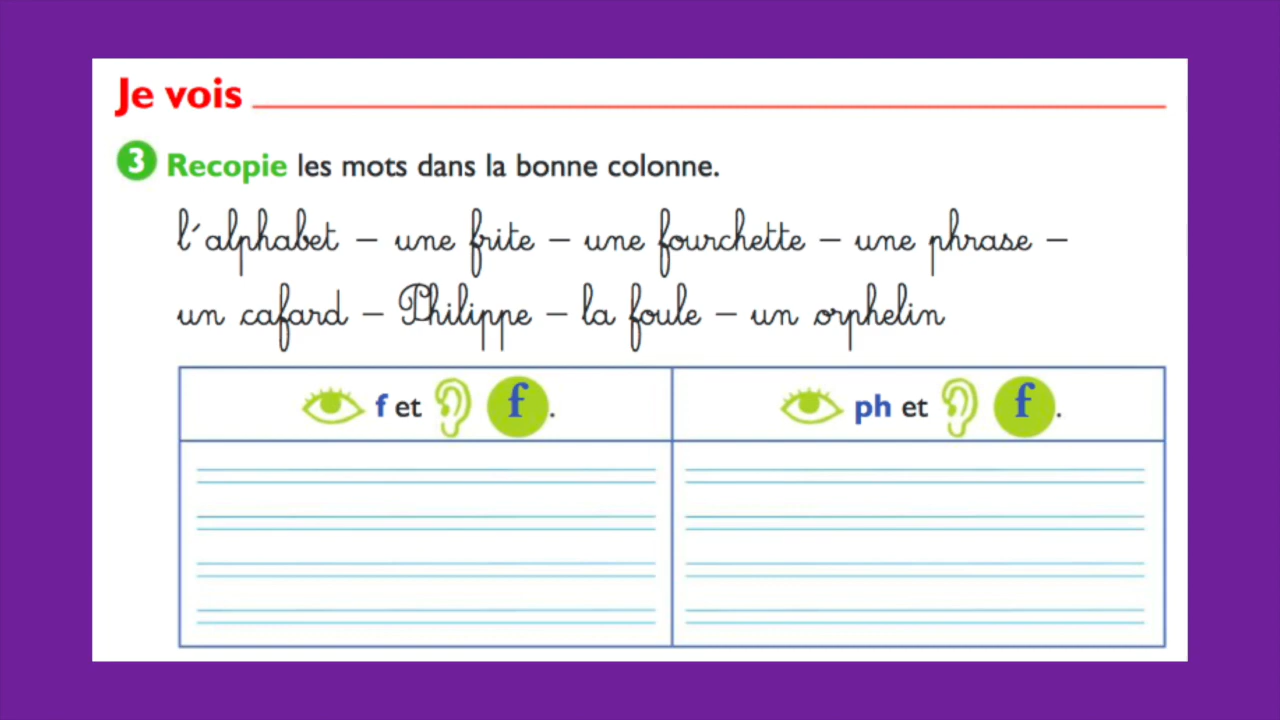 Je vois
3 Recopie les mots dans la bonne colonne.
l'alphabet – une frite – une fourchette – une phrase –
un cafard – Philippe – la foule – un orphelin
f et f. ph et f.